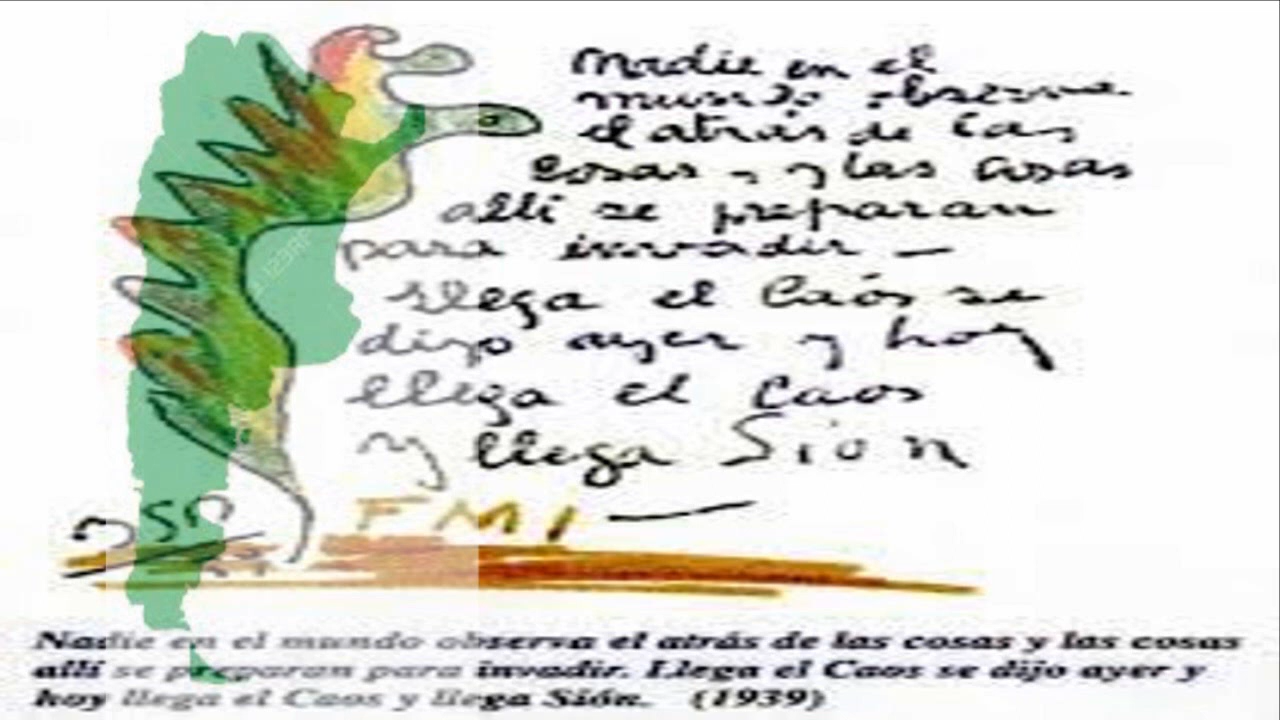 Nadie en el
mundo observa
el atrás de las
cosas - y las cosas
allí se preparan
para invadir -
llega el Caos se
dijo ayer y hoy
llega el Caos
y llega Sion
FMI -
123RF
Nadie en el mundo observa el atrás de las cosas y las cosas
allí se preparan para invadir. Llega el Caos se dijo ayer y
hoy llega el Caos y llega Sión. (1939)